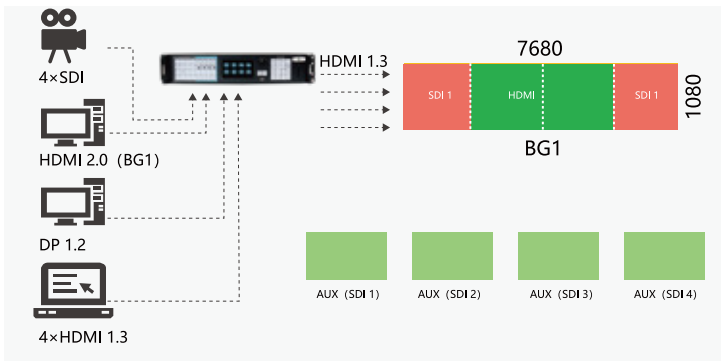 4×SDI
HDMI 2.0（BG1）
DP 1.2
4×HDMI 1.3
HDMI 1.3
7680
SDI 1
HDMI
SDI 1
1080
BG1
AUX（SDI 1）
AUX（SDI 2）
AUX（SDI 3）
AUX（SDI 4）